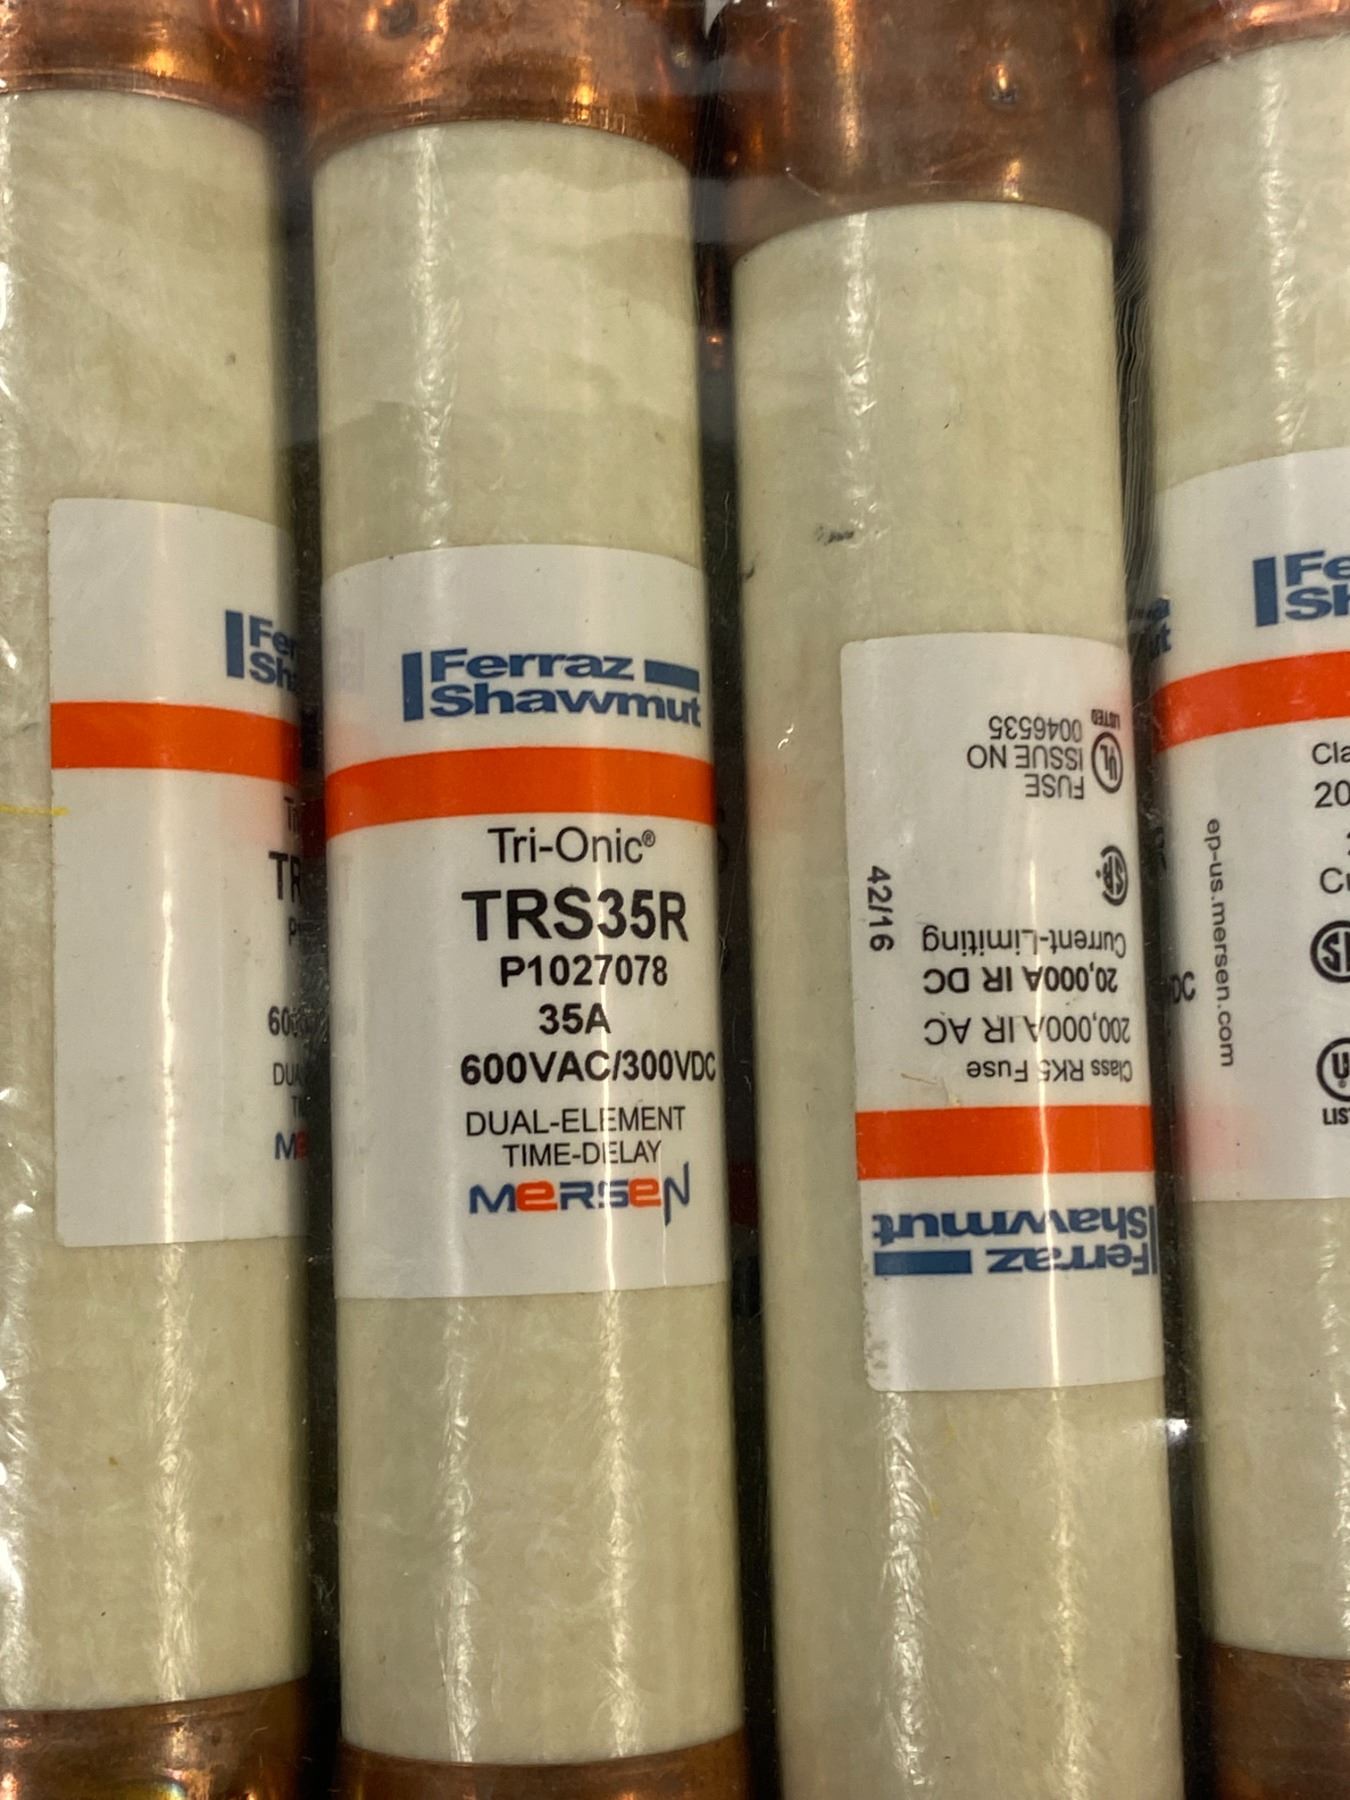 Ferraz
Shawmut
Tri-Onic®
TRS35R
P1027078
35A
600VAC/300VDC
DUAL-ELEMENT
TIME-DELAY
MERSEN
Ferraz
Shawmut
Class RK5 Fuse
200,000A IR AC
20,000A IR DC
Current-Limiting
SA®
FUSE
ISSUE NO
0046535
UL
LISTED
42/16
ep-us.mersen.com